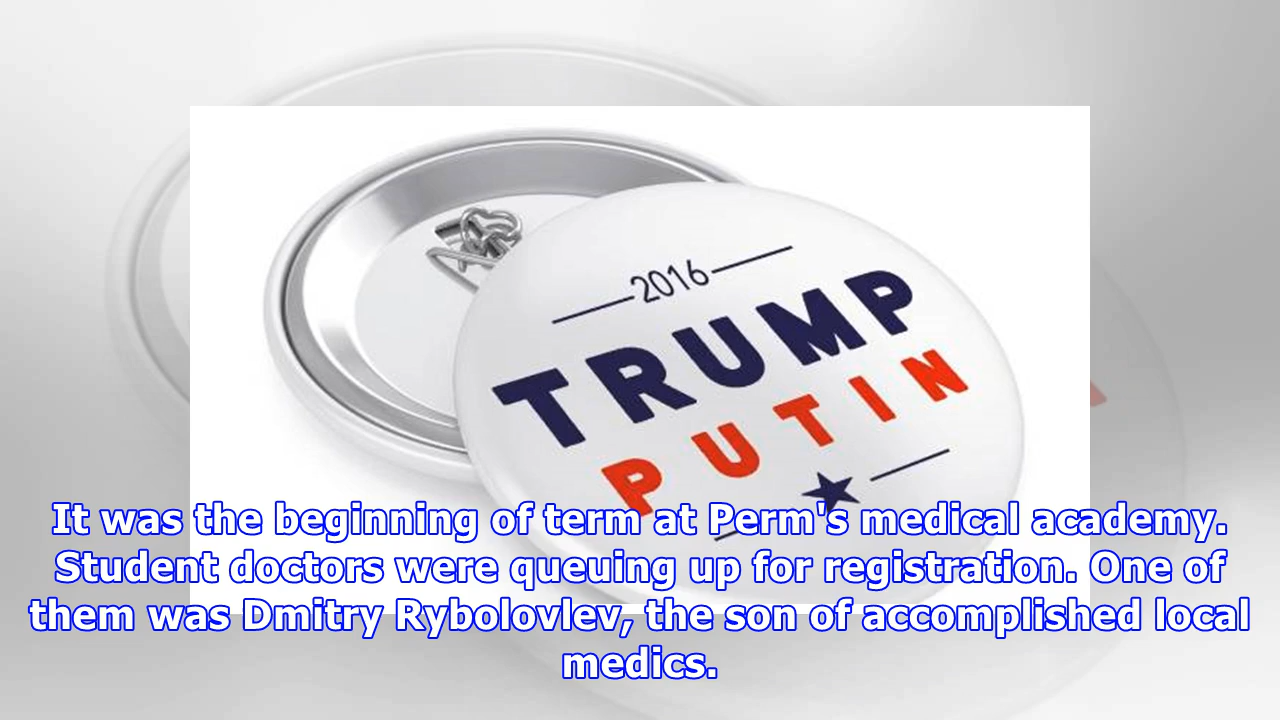 2016
TRUMP
PUTIN
It was the beginning of term at Perm's medical academy.
Student doctors were queuing up for registration. One of
them was Dmitry Rybolovlev, the son of accomplished local
medics.